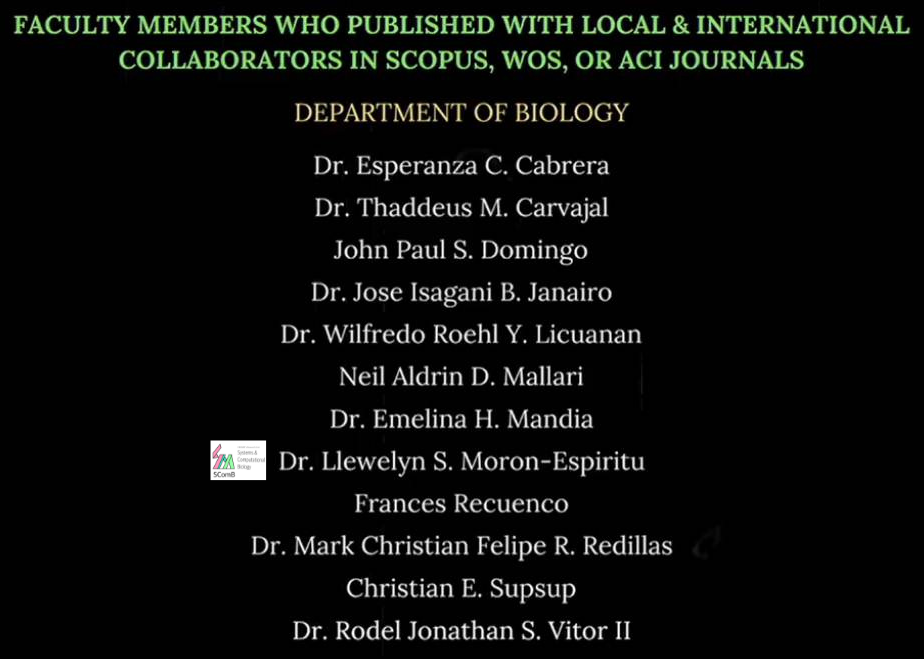 FACULTY MEMBERS WHO PUBLISHED WITH LOCAL & INTERNATIONAL
COLLABORATORS IN SCOPUS, WOS, OR ACI JOURNALS
DEPARTMENT OF BIOLOGY
Dr. Esperanza C. Cabrera
Dr. Thaddeus M. Carvajal
John Paul S. Domingo
Dr. Jose Isagani B. Janairo
Dr. Wilfredo Roehl Y. Licuanan
Neil Aldrin D. Mallari
Dr. Emelina H. Mandia
Systems &
Computational
Biology
SComB
Dr. Llewelyn S. Moron-Espiritu
Frances Recuenco
Dr. Mark Christian Felipe R. Redillas
Christian E. Supsup
Dr. Rodel Jonathan S. Vitor II